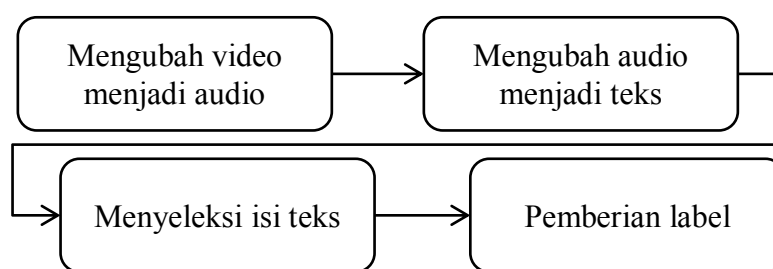 Mengubah video
menjadi audio
Mengubah audio
menjadi teks
Menyeleksi isi teks
Pemberian label